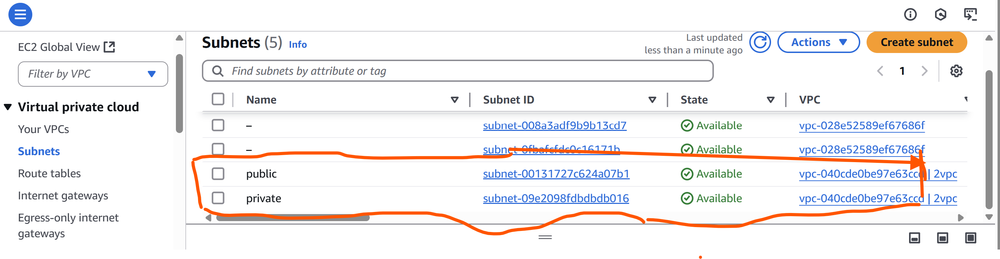 EC2 Global View
Filter by VPC
Virtual private cloud
Your VPCs
Subnets
Route tables
Internet gateways
Egress-only internet
gateways
Subnets (5) Info
Last updated
less than a minute ago
Actions
Create subnet
Find subnets by attribute or tag
1
Name Subnet ID State VPC
– subnet-008a3adf9b9b13cd7 Available vpc-028e52589ef67686f
– subnet-0fbafcfdc0c16171b Available vpc-028e52589ef67686f
public subnet-00131727c624a07b1 Available vpc-040cde0be97e63ccd | 2vpc
private subnet-09e2098fdbdbdb016 Available vpc-040cde0be97e63ccd | 2vpc